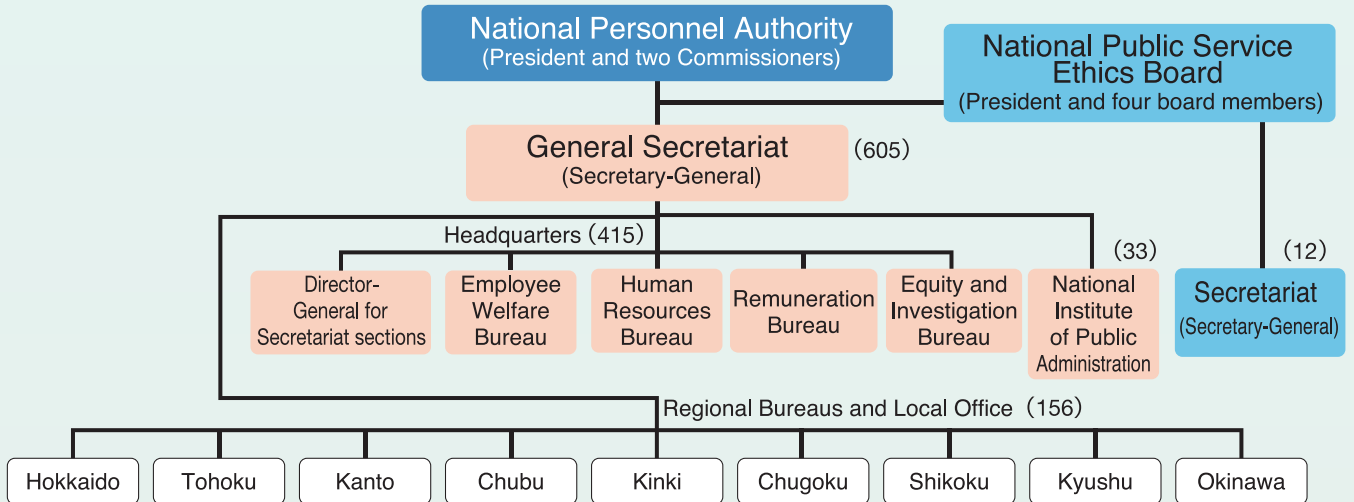 National Personnel Authority
(President and two Commissioners)
National Public Service
Ethics Board
(President and four board members)
General Secretariat
(Secretary-General)
(605)
Headquarters (415)
(33)
(12)
Director-
General for
Secretariat sections
Employee
Welfare
Bureau
Human
Resources
Bureau
Remuneration
Bureau
Equity and
Investigation
Bureau
National
Institute
of Public
Administration
Secretariat
(Secretary-General)
Regional Bureaus and Local Office (156)
Hokkaido
Tohoku
Kanto
Chubu
Kinki
Chugoku
Shikoku
Kyushu
Okinawa